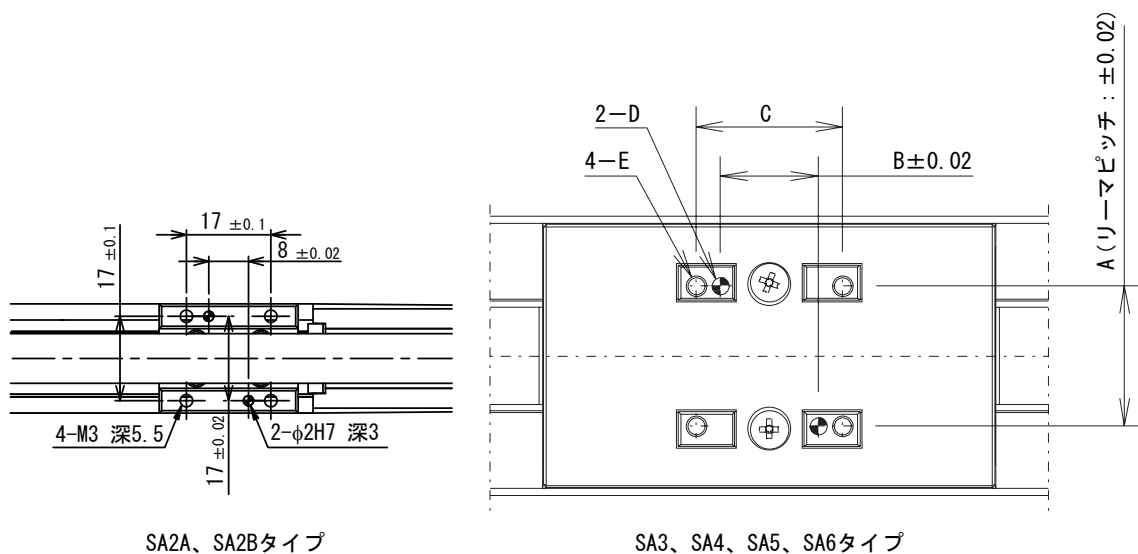 17 ±0.1
8 ±0.02
17 ±0.1
4-M3 深5.5
17 ±0.02
2-φ2H7 深3
SA2A、SA2Bタイプ
2−D
4−E
C
B±0.02
A(リーマピッチ：±0.02)
SA3、SA4、SA5、SA6タイプ